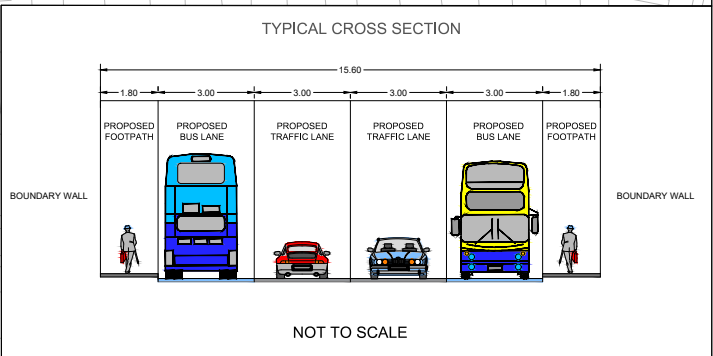 TYPICAL CROSS SECTION
15.60
1.80 3.00 3.00 3.00 3.00 1.80
PROPOSED PROPOSED PROPOSED PROPOSED PROPOSED PROPOSED
FOOTPATH BUS LANE TRAFFIC LANE TRAFFIC LANE BUS LANE FOOTPATH
BOUNDARY WALL BOUNDARY WALL
NOT TO SCALE